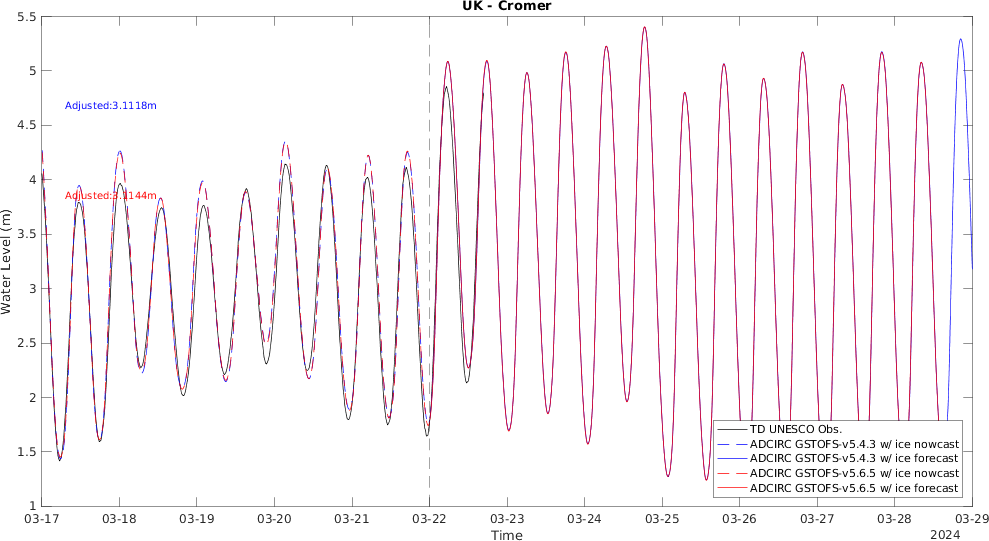 UK - Cromer
5.5
5
4.5
4
3.5
3
2.5
2
1.5
1
Water Level (m)
Adjusted:3.1118m
Adjusted:3.1144m
TD UNESCO Obs.
ADCIRC GSTOFS-v5.4.3 w/ ice nowcast
ADCIRC GSTOFS-v5.4.3 w/ ice forecast
ADCIRC GSTOFS-v5.6.5 w/ ice nowcast
ADCIRC GSTOFS-v5.6.5 w/ ice forecast
03-17 03-18 03-19 03-20 03-21 03-22 03-23 03-24 03-25 03-26 03-27 03-28 03-29
Time
2024